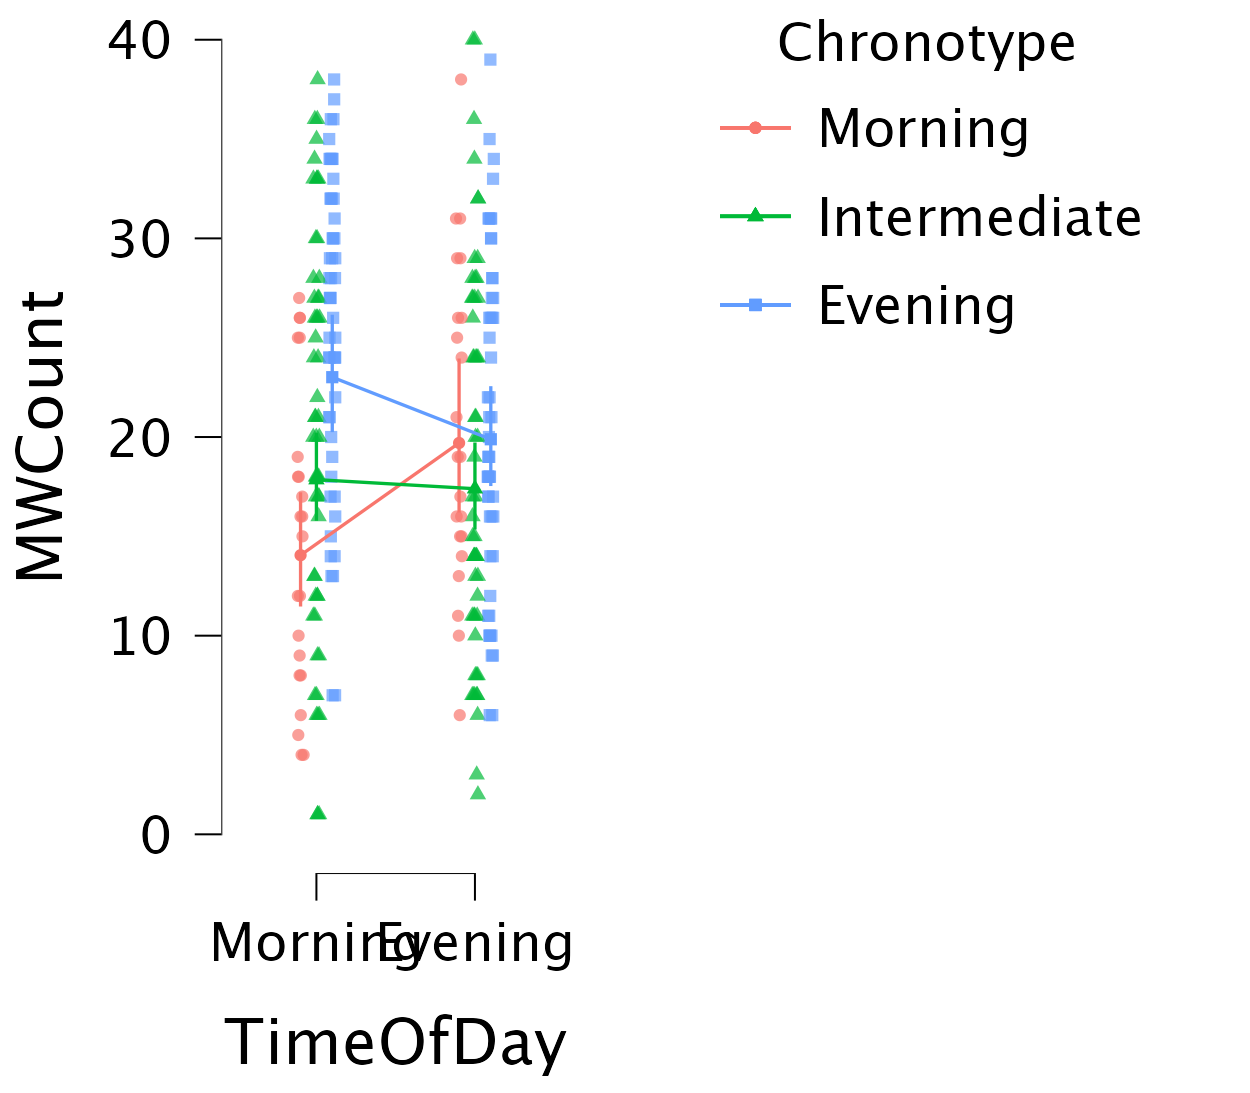 40
30
20
10
0
MWCount
Morning
Evening
TimeOfDay
Chronotype
Morning
Intermediate
Evening